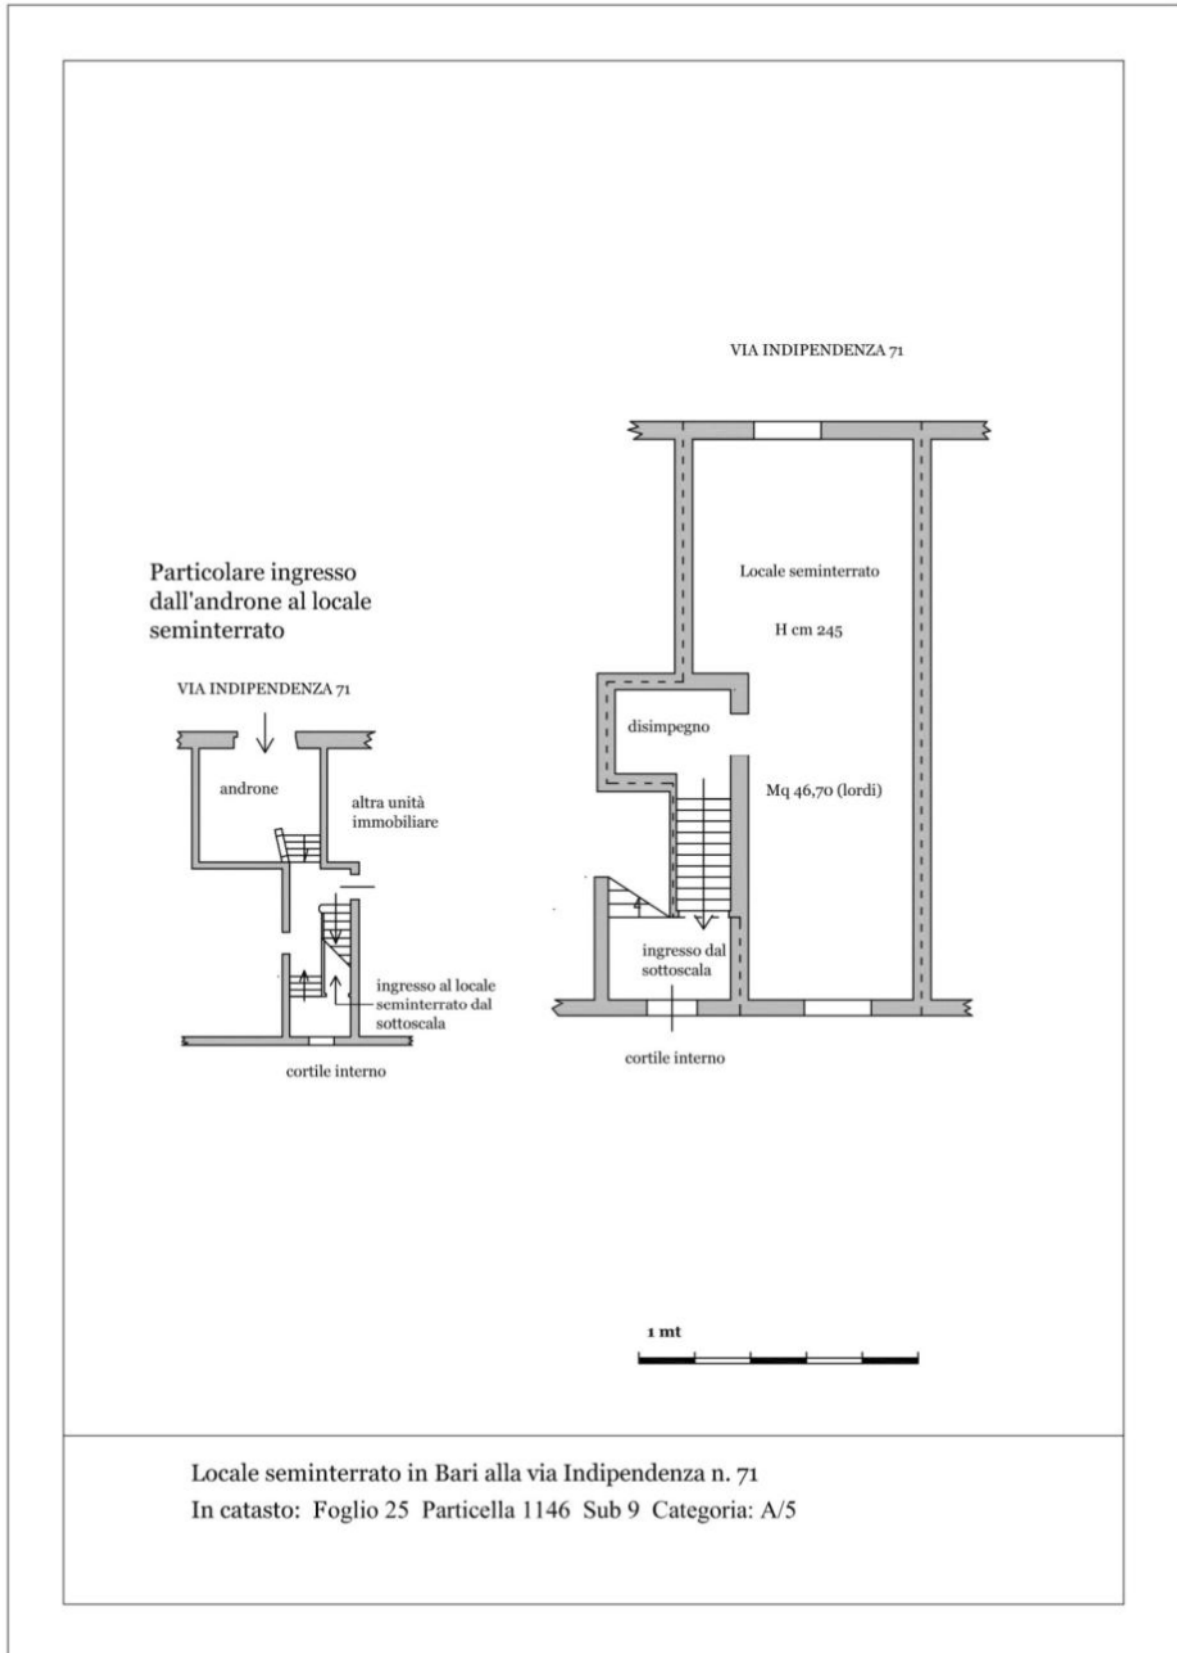 VIA INDIPENDENZA 71
Locale seminterrato
H cm 245
disimpegno
Mq 46,70 (lordi)
ingresso dal
sottoscala
cortile interno
Particolare ingresso
dall'androne al locale
seminterrato
VIA INDIPENDENZA 71
androne
altra unità
immobiliare
ingresso al locale
seminterrato dal
sottoscala
cortile interno
1 mt
Locale seminterrato in Bari alla via Indipendenza n. 71
In catasto: Foglio 25 Particella 1146 Sub 9 Categoria: A/5